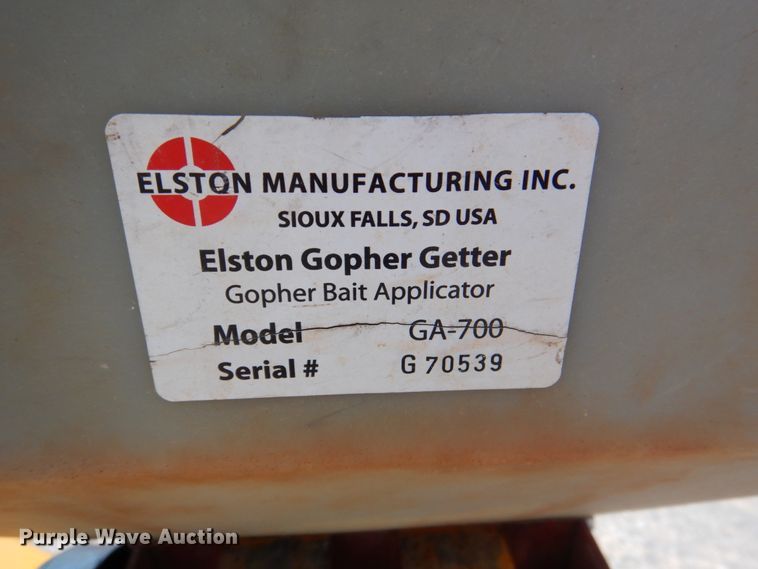 ELSTON MANUFACTURING INC.
SIOUX FALLS, SD USA
Elston Gopher Getter
Gopher Bait Applicator
Model GA-700
Serial # G 70539
Purple Wave Auction